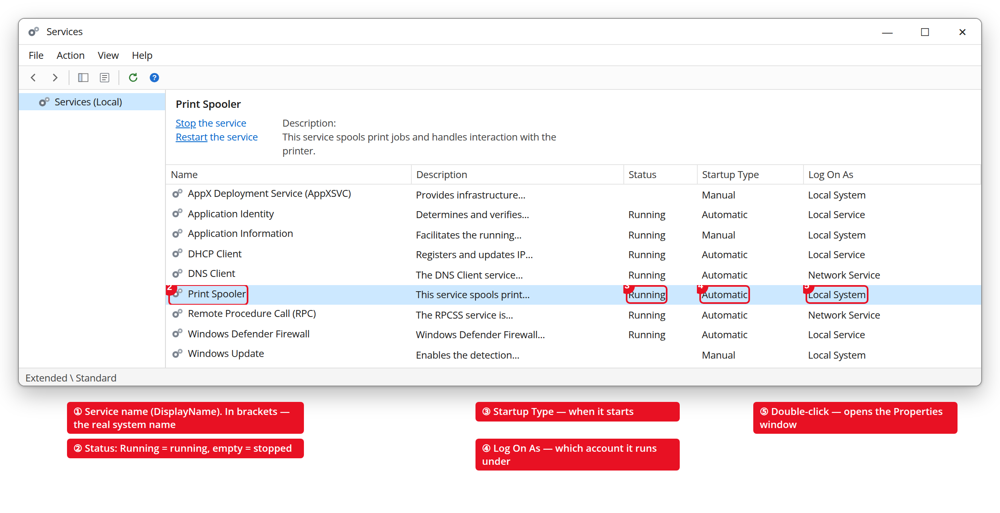 Services
File Action View Help
Services (Local)
Print Spooler
Stop the service
Restart the service
Description:
This service spools print jobs and handles interaction with the
printer.
Name Description Status Startup Type Log On As
AppX Deployment Service (AppXSVC) Provides infrastructure... Manual Local System
Application Identity Determines and verifies... Running Automatic Local Service
Application Information Facilitates the running... Running Manual Local System
DHCP Client Registers and updates IP... Running Automatic Local Service
DNS Client The DNS Client service... Running Automatic Network Service
2 Print Spooler This service spools print... 3 Running 4 Automatic 5 Local System
Remote Procedure Call (RPC) The RPCSS service is... Running Automatic Network Service
Windows Defender Firewall Windows Defender Firewall... Running Automatic Local Service
Windows Update Enables the detection... Manual Local System
Extended \ Standard
① Service name (DisplayName). In brackets —
the real system name
② Status: Running = running, empty = stopped
③ Startup Type — when it starts
④ Log On As — which account it runs
under
⑤ Double-click — opens the Properties
window